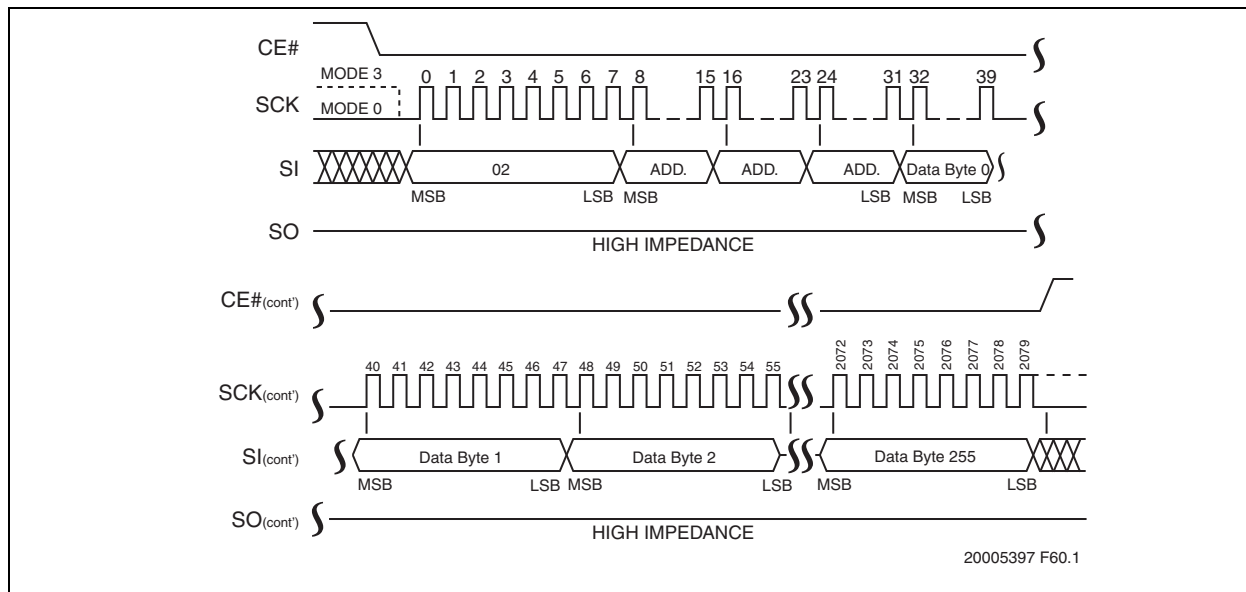 CE#
MODE 3
0 1 2 3 4 5 6 7 8 15 16 23 24 31 32 39
SCK
MODE 0
SI
02 ADD. ADD. ADD. Data Byte 0
MSB LSB MSB LSB MSB LSB
SO
HIGH IMPEDANCE
CE#(cont')
40 41 42 43 44 45 46 47 48 49 50 51 52 53 54 55 2072 2073 2074 2075 2076 2077 2078 2079
SCK(cont')
SI(cont')
Data Byte 1 Data Byte 2 Data Byte 255
MSB LSB MSB LSB MSB LSB
SO(cont')
HIGH IMPEDANCE
20005397 F60.1